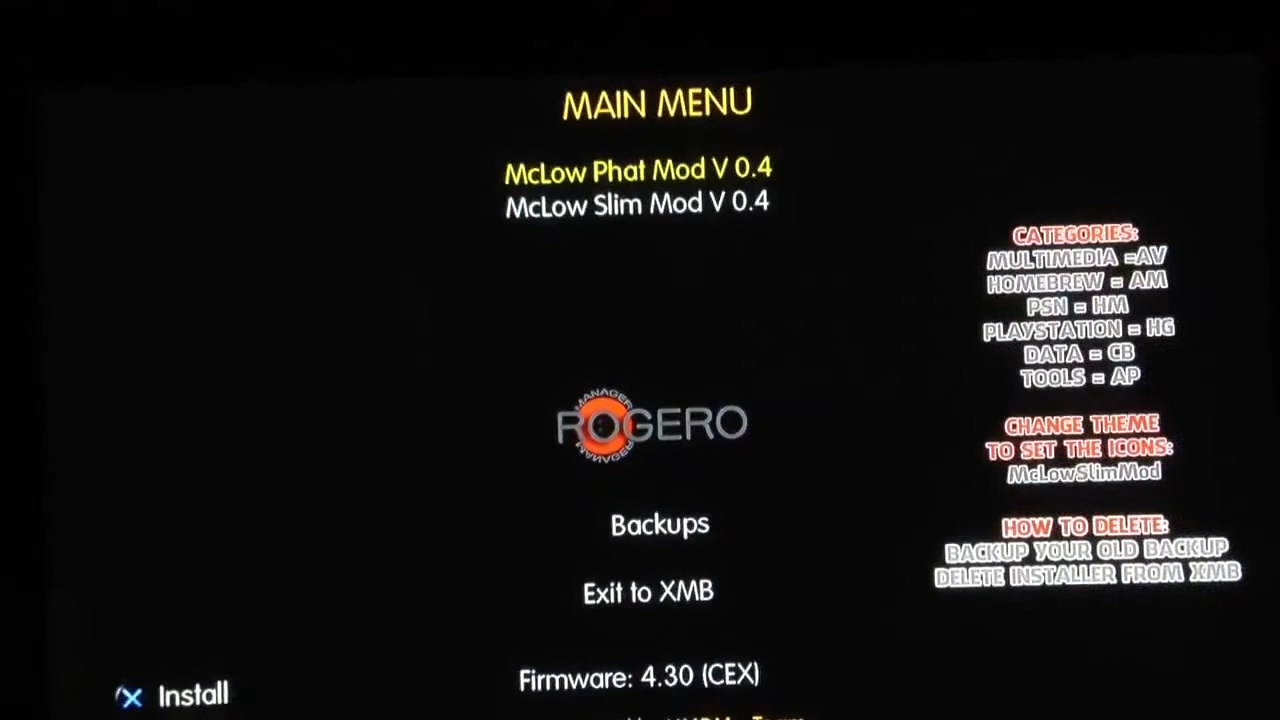 MAIN MENU
McLow Phat Mod V 0.4
McLow Slim Mod V 0.4
CATEGORIES:
MULTIMEDIA =AV
HOMEBREW = AM
PSN = HM
PLAYSTATION = HG
DATA = CB
TOOLS = AP
CHANGE THEME
TO SET THE ICONS:
McLowSlimMod
HOW TO DELETE:
BACKUP YOUR OLD BACKUP
DELETE INSTALLER FROM XMB
MANAGER
ROGERO
MANAGER
Backups
Exit to XMB
Firmware: 4.30 (CEX)
Install